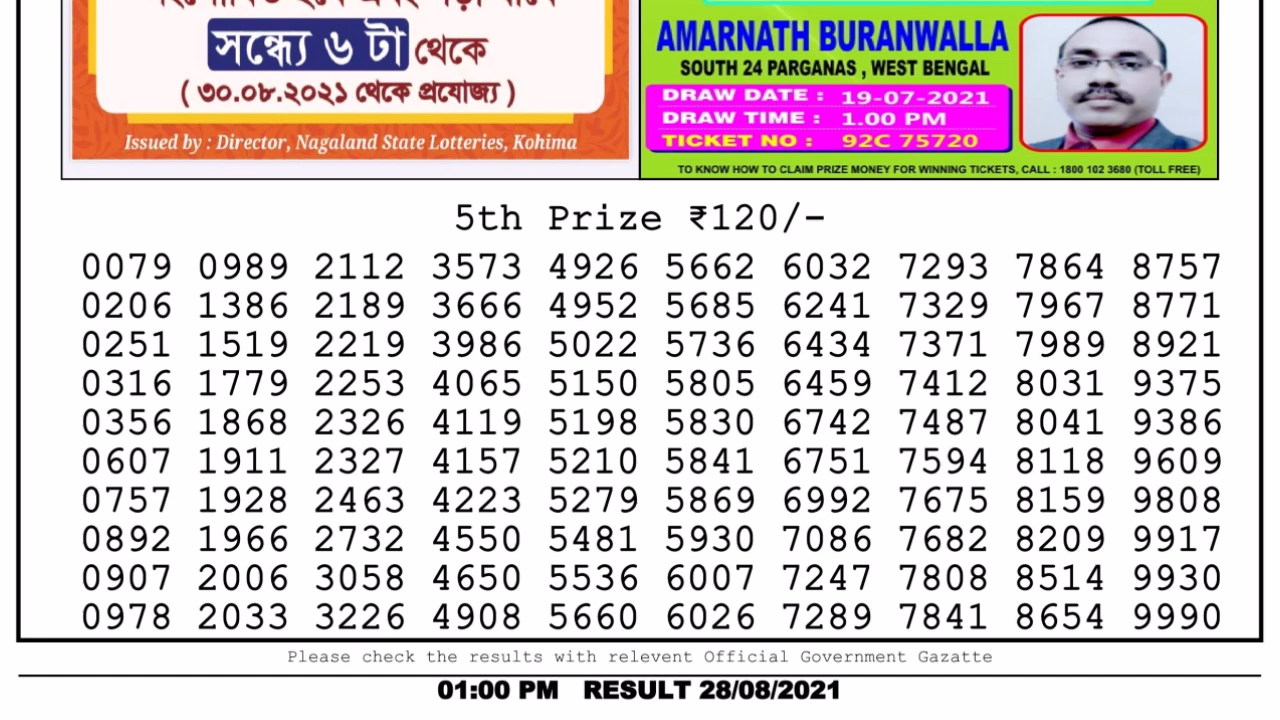 সন্ধ্যে ৬ টা থেকে
( ৩০.০৮.২০২১ থেকে প্রযোজ্য )
Issued by : Director, Nagaland State Lotteries, Kohima
AMARNATH BURANWALLA
SOUTH 24 PARGANAS , WEST BENGAL
DRAW DATE : 19-07-2021
DRAW TIME : 1.00 PM
TICKET NO : 92C 75720
TO KNOW HOW TO CLAIM PRIZE MONEY FOR WINNING TICKETS, CALL : 1800 102 3680 (TOLL FREE)
5th Prize ₹120/-
0079 0989 2112 3573 4926 5662 6032 7293 7864 8757
0206 1386 2189 3666 4952 5685 6241 7329 7967 8771
0251 1519 2219 3986 5022 5736 6434 7371 7989 8921
0316 1779 2253 4065 5150 5805 6459 7412 8031 9375
0356 1868 2326 4119 5198 5830 6742 7487 8041 9386
0607 1911 2327 4157 5210 5841 6751 7594 8118 9609
0757 1928 2463 4223 5279 5869 6992 7675 8159 9808
0892 1966 2732 4550 5481 5930 7086 7682 8209 9917
0907 2006 3058 4650 5536 6007 7247 7808 8514 9930
0978 2033 3226 4908 5660 6026 7289 7841 8654 9990
Please check the results with relevent Official Government Gazatte
01:00 PM RESULT 28/08/2021